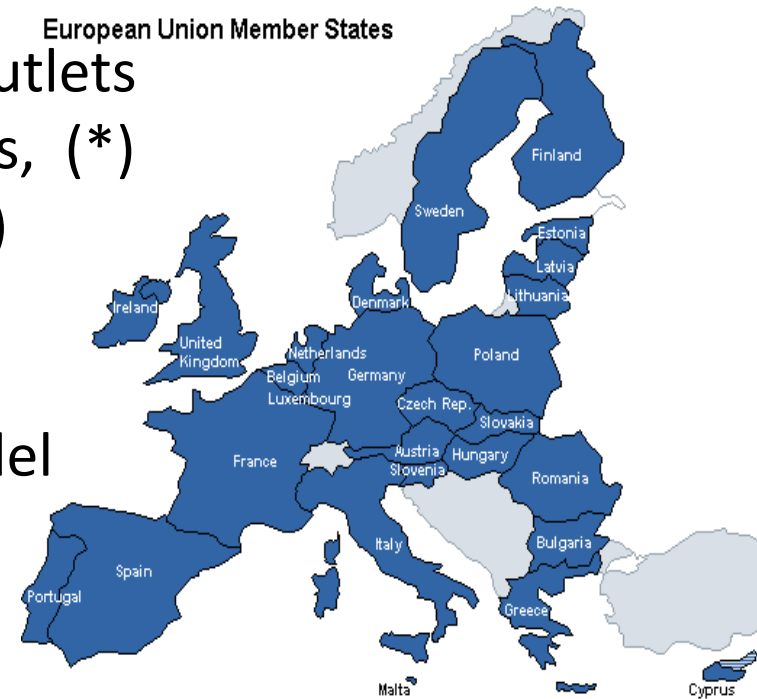 European Union Member States
utlets
s, (*)
)
del
Finland
Sweden
Estonia
Latvia
Lithuania
Denmark
Ireland
United
Kingdom
Netherlands
Belgium
Germany
Luxembourg
Poland
Czech Rep.
Slovakia
Austria
Hungary
Slovenia
France
Romania
Italy
Bulgaria
Spain
Portugal
Greece
Malta
Cyprus